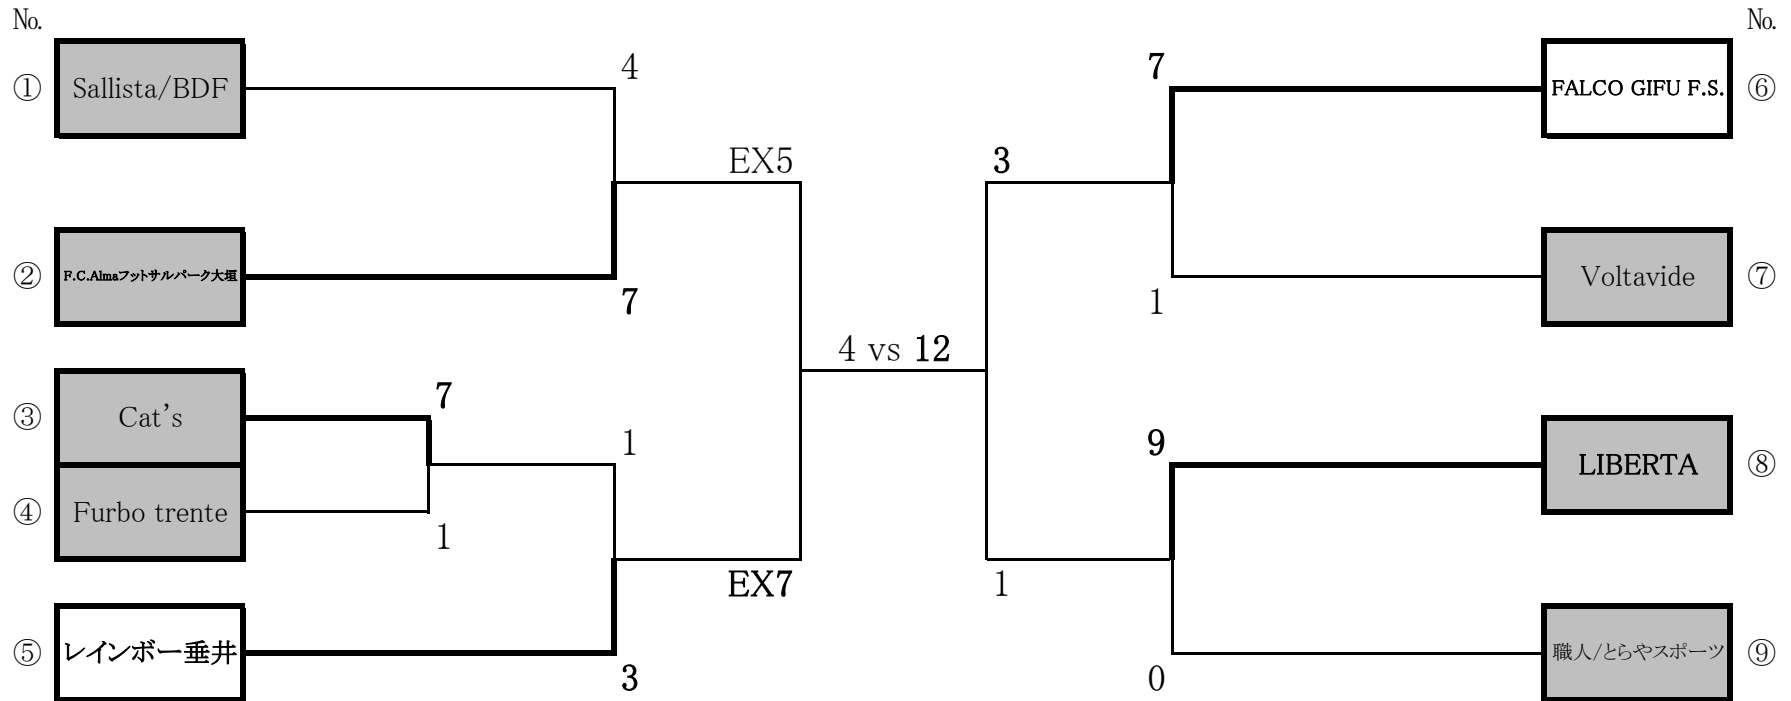 №
№
① Sallista/BDF 4 7 FALCO GIFU F.S. ⑥
EX5 3
② F.C.Almaフットサルパーク大垣 7 1 Voltavide ⑦
4 vs 12
③ Cat's 7 1 9 LIBERTA ⑧
④ Furbo trente 1
EX7 1
⑤ レインボー垂井 3 0 職人/とらやスポーツ ⑨